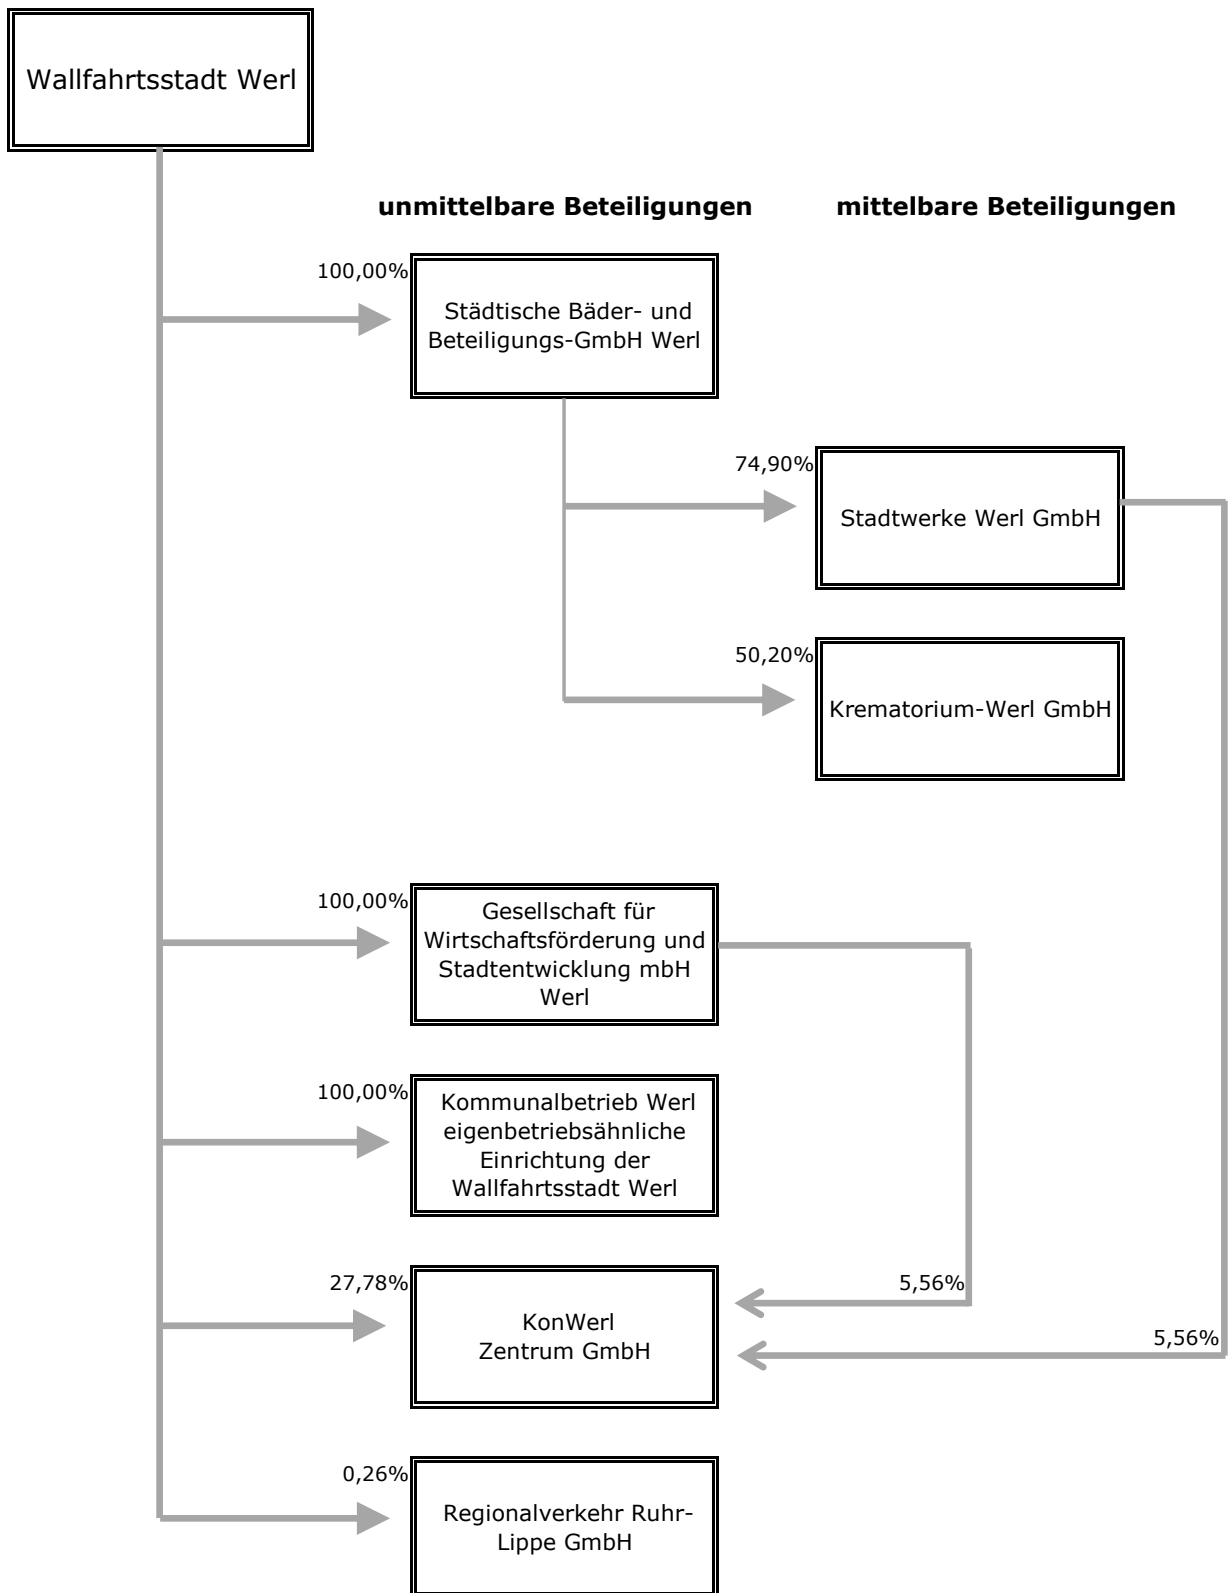 Wallfahrtsstadt Werl
unmittelbare Beteiligungen
mittelbare Beteiligungen
100,00%
Städtische Bäder- und
Beteiligungs-GmbH Werl
74,90%
Stadtwerke Werl GmbH
50,20%
Krematorium-Werl GmbH
100,00%
Gesellschaft für
Wirtschaftsförderung und
Stadtentwicklung mbH
Werl
100,00%
Kommunalbetrieb Werl
eigenbetriebsähnliche
Einrichtung der
Wallfahrtsstadt Werl
27,78%
KonWerl
Zentrum GmbH
5,56%
5,56%
0,26%
Regionalverkehr Ruhr-
Lippe GmbH